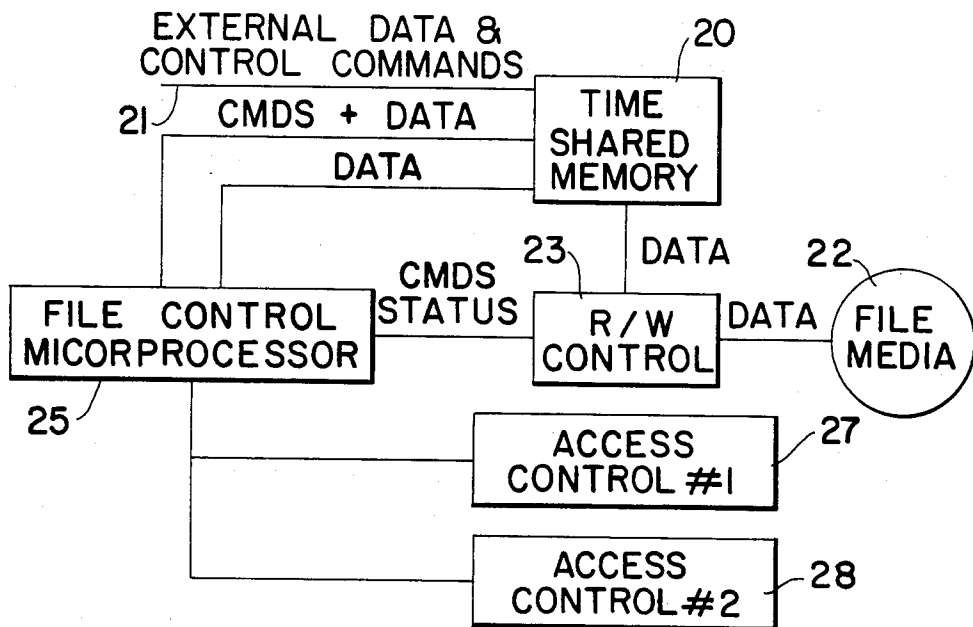 EXTERNAL DATA &
CONTROL COMMANDS
20
21
CMDS + DATA
DATA
TIME
SHARED
MEMORY
23
DATA
22
CMDS
STATUS
FILE CONTROL
MICORPROCESSOR
R/W
CONTROL
DATA
FILE
MEDIA
25
ACCESS
CONTROL #1
27
ACCESS
CONTROL #2
28